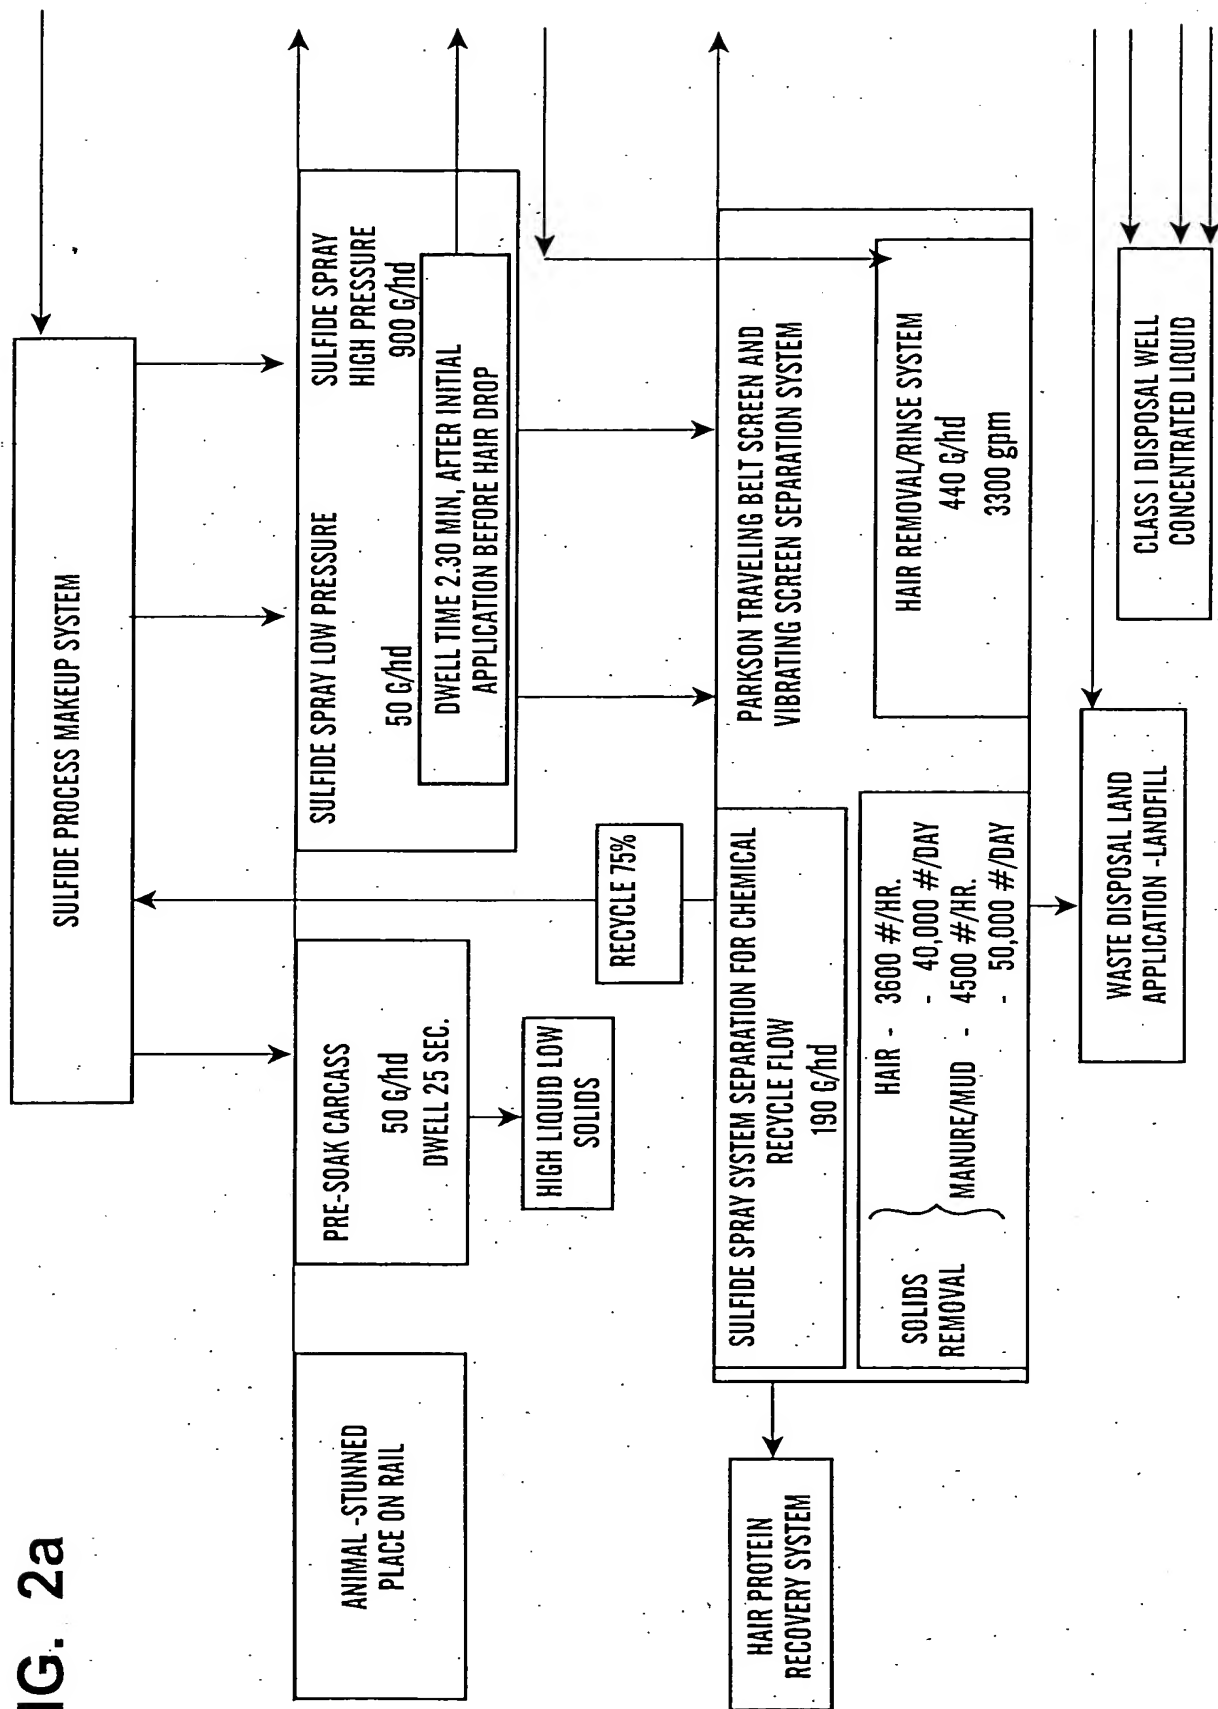 IG. 2a
SULFIDE PROCESS MAKEUP SYSTEM
ANIMAL -STUNNED
PLACE ON RAIL
PRE-SOAK CARCASS
50 G/hd
DWELL 25 SEC.
SULFIDE SPRAY LOW PRESSURE
50 G/hd
SULFIDE SPRAY
HIGH PRESSURE
900 G/hd
DWELL TIME 2.30 MIN, AFTER INITIAL
APPLICATION BEFORE HAIR DROP
HIGH LIQUID LOW
SOLIDS
RECYCLE 75%
HAIR PROTEIN
RECOVERY SYSTEM
SULFIDE SPRAY SYSTEM SEPARATION FOR CHEMICAL
RECYCLE FLOW
190 G/hd
PARKSON TRAVELING BELT SCREEN AND
VIBRATING SCREEN SEPARATION SYSTEM
SOLIDS
REMOVAL
HAIR - 3600 #/HR.
- 40,000 #/DAY
MANURE/MUD - 4500 #/HR.
- 50,000 #/DAY
HAIR REMOVAL/RINSE SYSTEM
440 G/hd
3300 gpm
WASTE DISPOSAL LAND
APPLICATION -LANDFILL
CLASS I DISPOSAL WELL
CONCENTRATED LIQUID